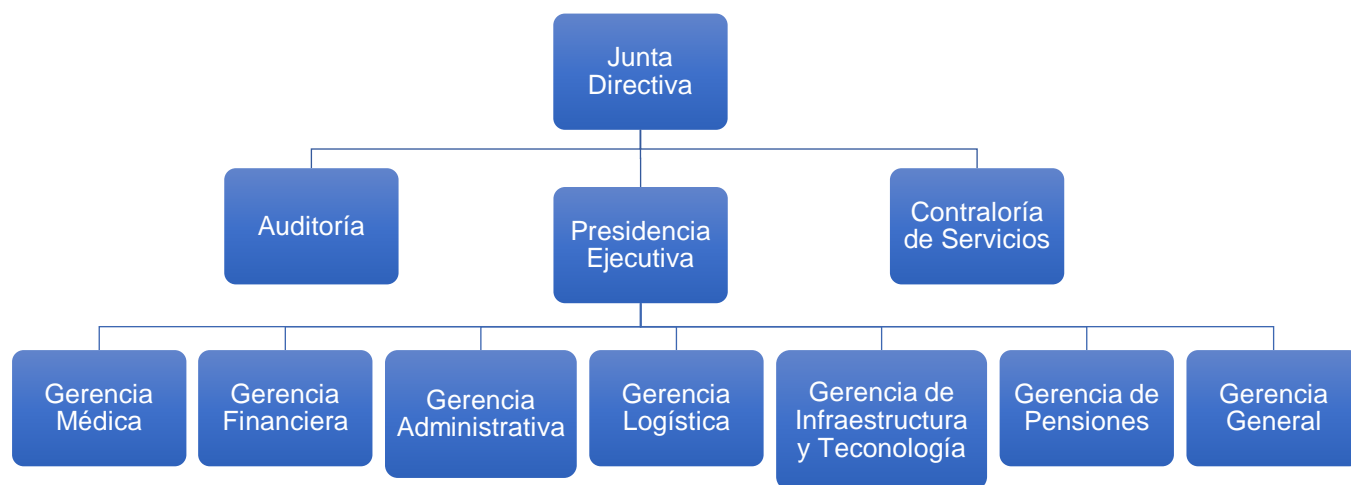 Junta
Directiva
Auditoría
Presidencia
Ejecutiva
Contraloría
de Servicios
Gerencia
Médica
Gerencia
Financiera
Gerencia
Administrativa
Gerencia
Logística
Gerencia de
Infraestructura
y Teconología
Gerencia de
Pensiones
Gerencia
General